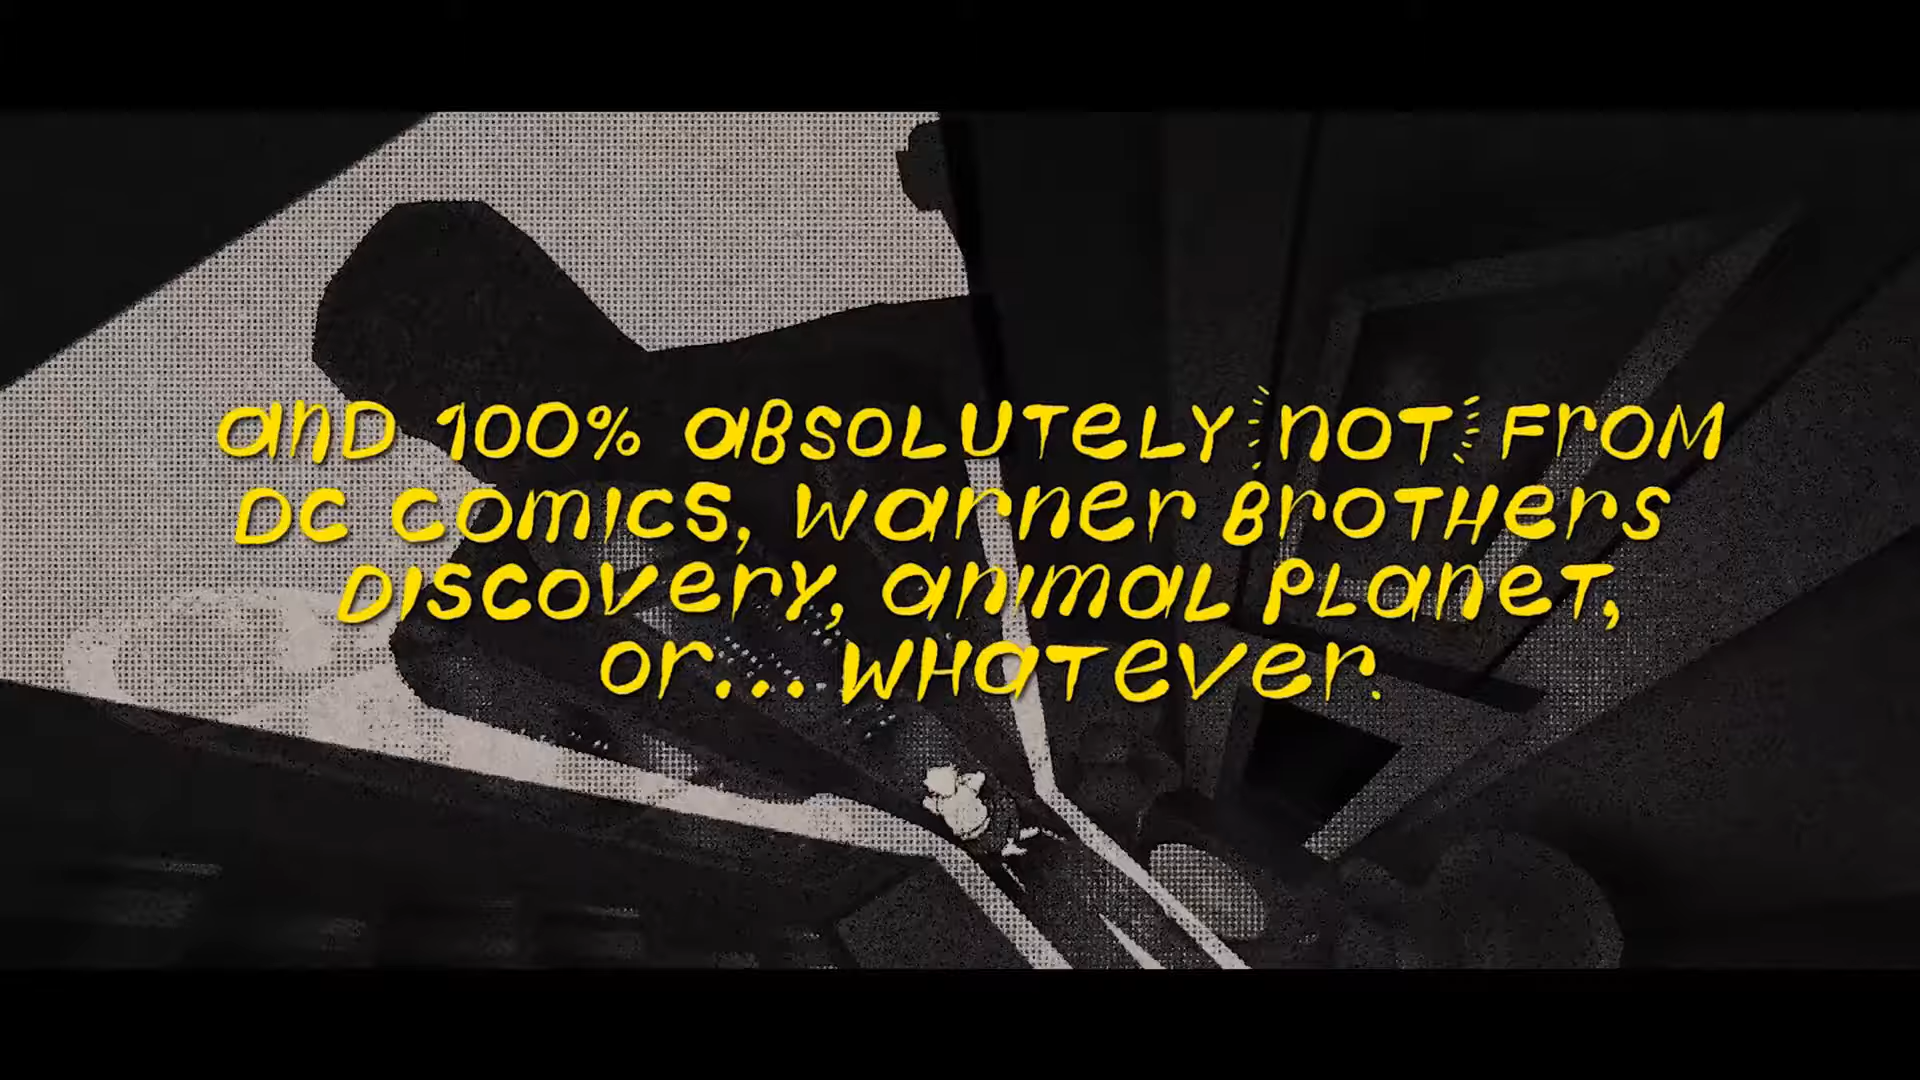 and 100% absolutely not from
DC Comics, Warner Brothers
Discovery, Animal Planet,
or... whatever.